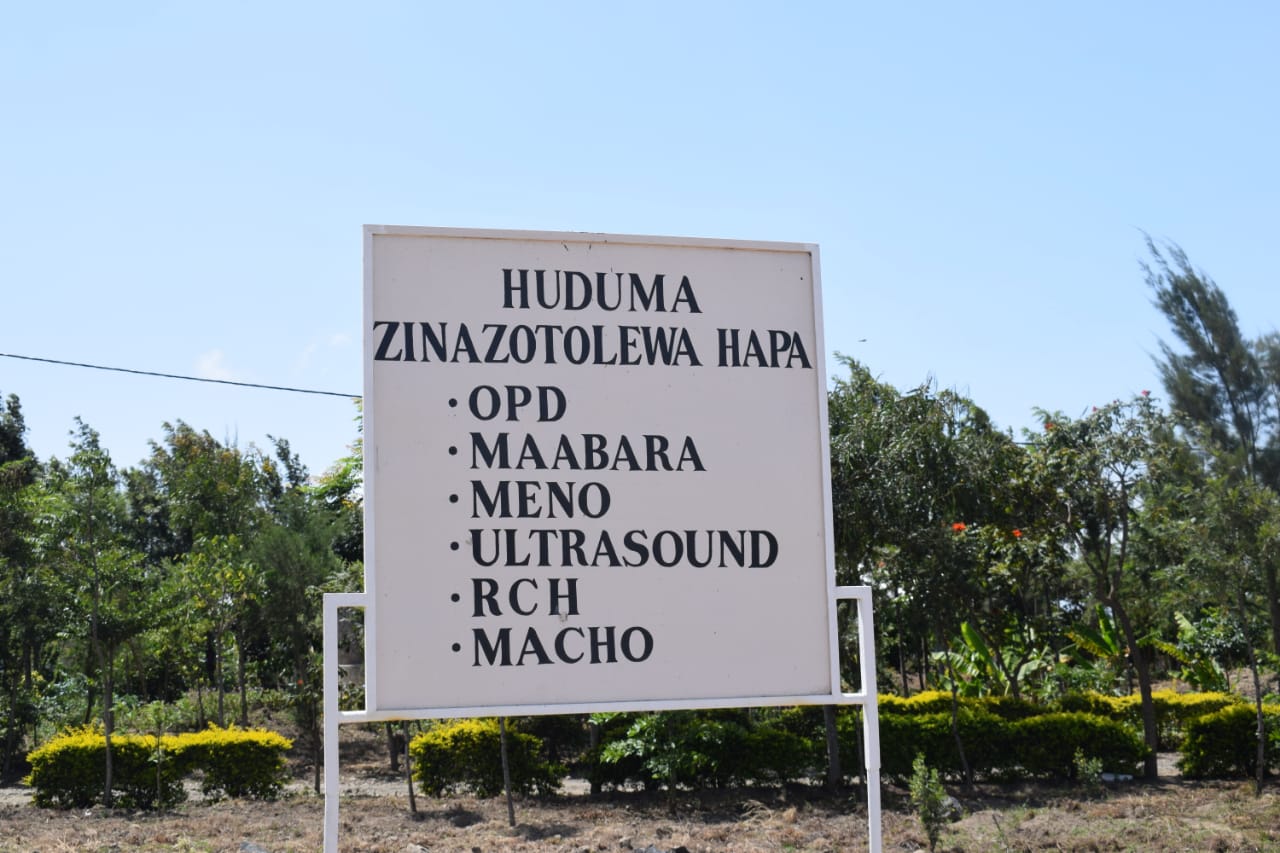 HUDUMA
ZINAZOTOLEWA HAPA
• OPD
• MAABARA
• MENO
• ULTRASOUND
• RCH
• MACHO